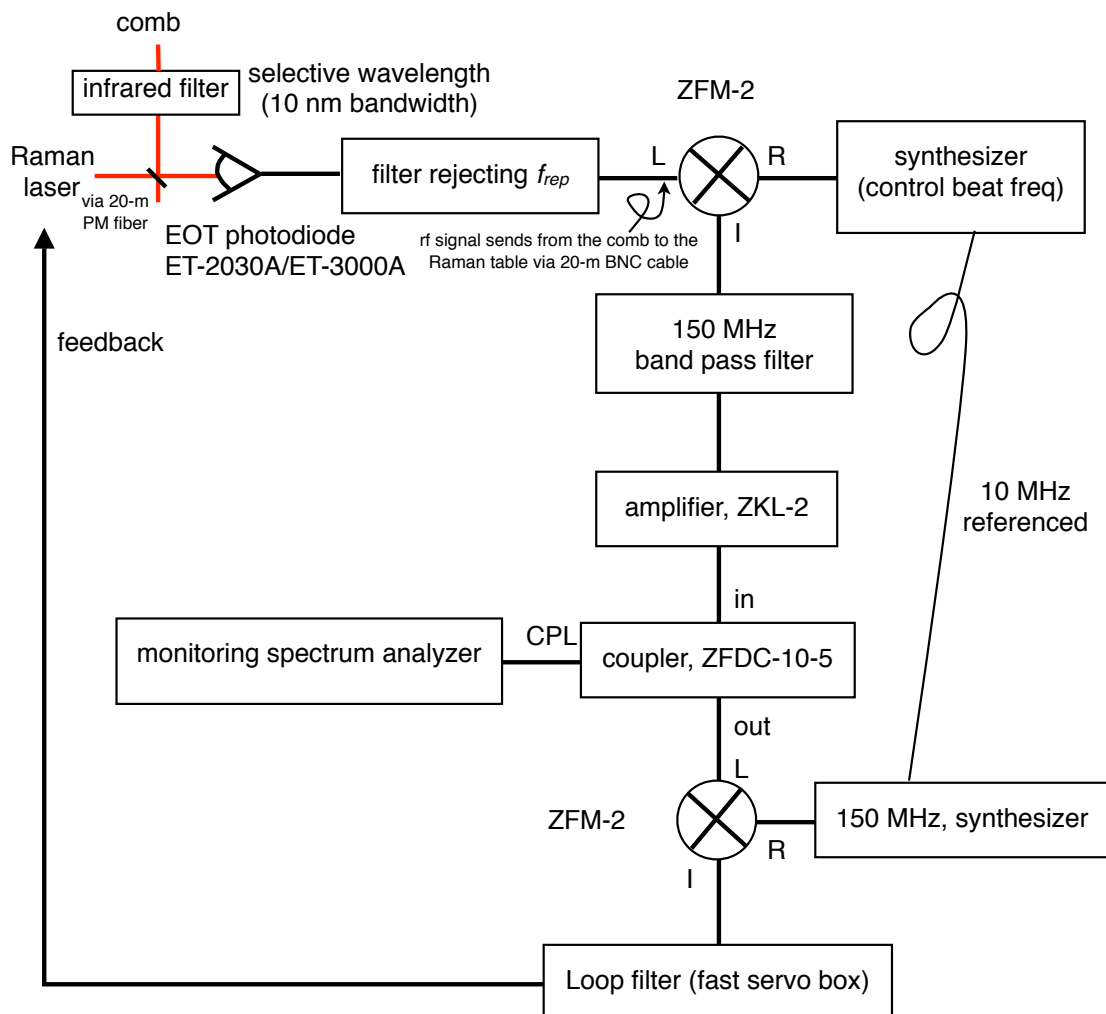 comb
infrared filter
selective wavelength
(10 nm bandwidth)
ZFM-2
Raman
laser
via 20-m
PM fiber
filter rejecting frep
L
R
I
synthesizer
(control beat freq)
EOT photodiode
ET-2030A/ET-3000A
rf signal sends from the comb to the
Raman table via 20-m BNC cable
feedback
150 MHz
band pass filter
amplifier, ZKL-2
10 MHz
referenced
in
CPL
monitoring spectrum analyzer
coupler, ZFDC-10-5
out
L
ZFM-2
R
I
150 MHz, synthesizer
Loop filter (fast servo box)